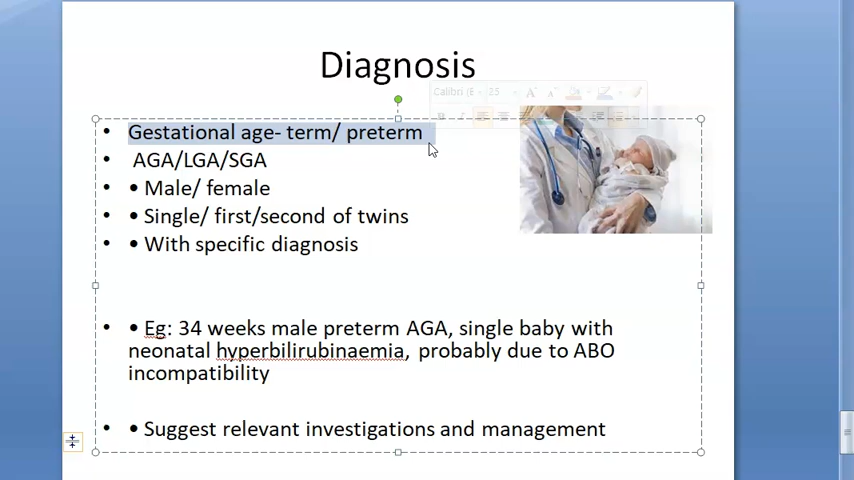 Diagnosis
Calibri (E 25 A A
• Gestational age- term/ preterm
• AGA/LGA/SGA
• • Male/ female
• • Single/ first/second of twins
• • With specific diagnosis
• • Eg: 34 weeks male preterm AGA, single baby with
neonatal hyperbilirubinaemia, probably due to ABO
incompatibility
• • Suggest relevant investigations and management